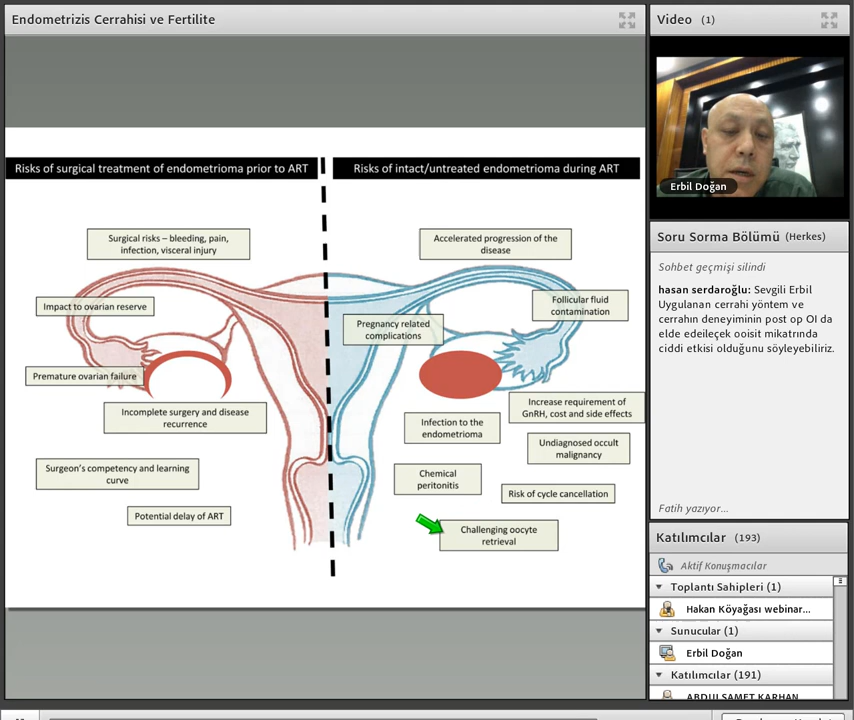 Endometrizis Cerrahisi ve Fertilite
Risks of surgical treatment of endometrioma prior to ART
Risks of intact/untreated endometrioma during ART
Surgical risks – bleeding, pain,
infection, visceral injury
Impact to ovarian reserve
Premature ovarian failure
Incomplete surgery and disease
recurrence
Surgeon's competency and learning
curve
Potential delay of ART
Accelerated progression of the
disease
Follicular fluid
contamination
Pregnancy related
complications
Increase requirement of
GnRH, cost and side effects
Infection to the
endometrioma
Undiagnosed occult
malignancy
Chemical
peritonitis
Risk of cycle cancellation
Challenging oocyte
retrieval
Video (1)
Erbil Doğan
Soru Sorma Bölümü (Herkes)
Sohbet geçmişi silindi
hasan serdaroğlu: Sevgili Erbil
Uygulanan cerrahi yöntem ve
cerrahın deneyiminin post op OI da
elde edileçek ooisit mikatrında
ciddi etkisi olduğunu söyleyebiliriz.
Fatih yazıyor...
Katılımcılar (193)
Aktif Konuşmacılar
Toplantı Sahipleri (1)
Hakan Köyağası webinar...
Sunucular (1)
Erbil Doğan
Katılımcılar (191)
ABDULSAMET KARHAN